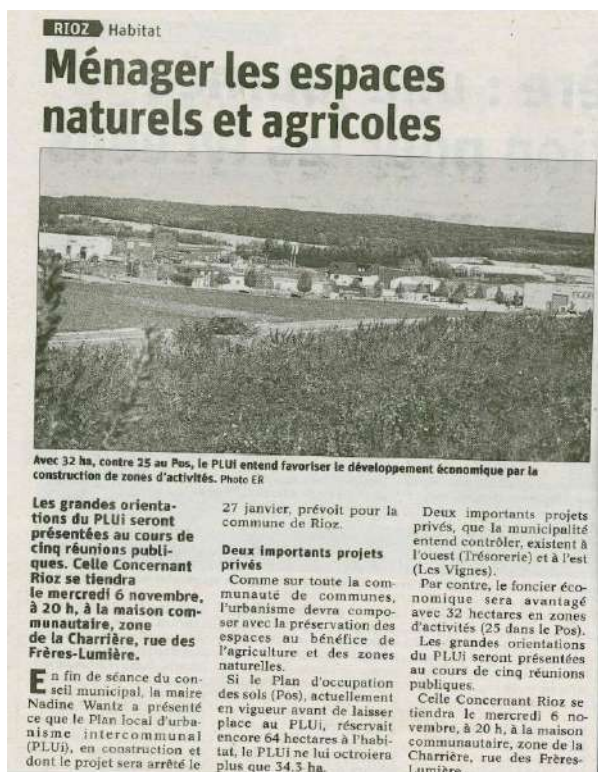 RIOZ Habitat
Ménager les espaces
naturels et agricoles
Avec 32 ha, contre 25 au Pos, le PLUi entend favoriser le développement économique par la
construction de zones d'activités. Photo ER
Les grandes orienta-
tions du PLUi seront
présentées au cours de
cinq réunions publi-
ques. Celle Concernant
Rioz se tiendra
le mercredi 6 novembre,
à 20 h, à la maison com-
munautaire, zone
de la Charrière, rue des
Frères-Lumière.
En fin de séance du con-
seil municipal, la maire
Nadine Wantz a présenté
ce que le Plan local d'urba-
nisme intercommunal
(PLUi), en construction et
dont le projet sera arrêté le
27 janvier, prévoit pour la
commune de Rioz.
Deux importants projets
privés
Comme sur toute la com-
munauté de communes,
l'urbanisme devra compo-
ser avec la préservation des
espaces au bénéfice de
l'agriculture et des zones
naturelles.
Si le Plan d'occupation
des sols (Pos), actuellement
en vigueur avant de laisser
place au PLUi, réservait
encore 64 hectares à l'habi-
tat, le PLUi ne lui octroiera
plus que 34,3 ha.
Deux importants projets
privés, que la municipalité
entend contrôler, existent à
l'ouest (Trésorerie) et à l'est
(Les Vignes).
Par contre, le foncier éco-
nomique sera avantagé
avec 32 hectares en zones
d'activités (25 dans le Pos).
Les grandes orientations
du PLUi seront présentées
au cours de cinq réunions
publiques.
Celle Concernant Rioz se
tiendra le mercredi 6 no-
vembre, à 20 h, à la maison
communautaire, zone de la
Charrière, rue des Frères-
Lumière.